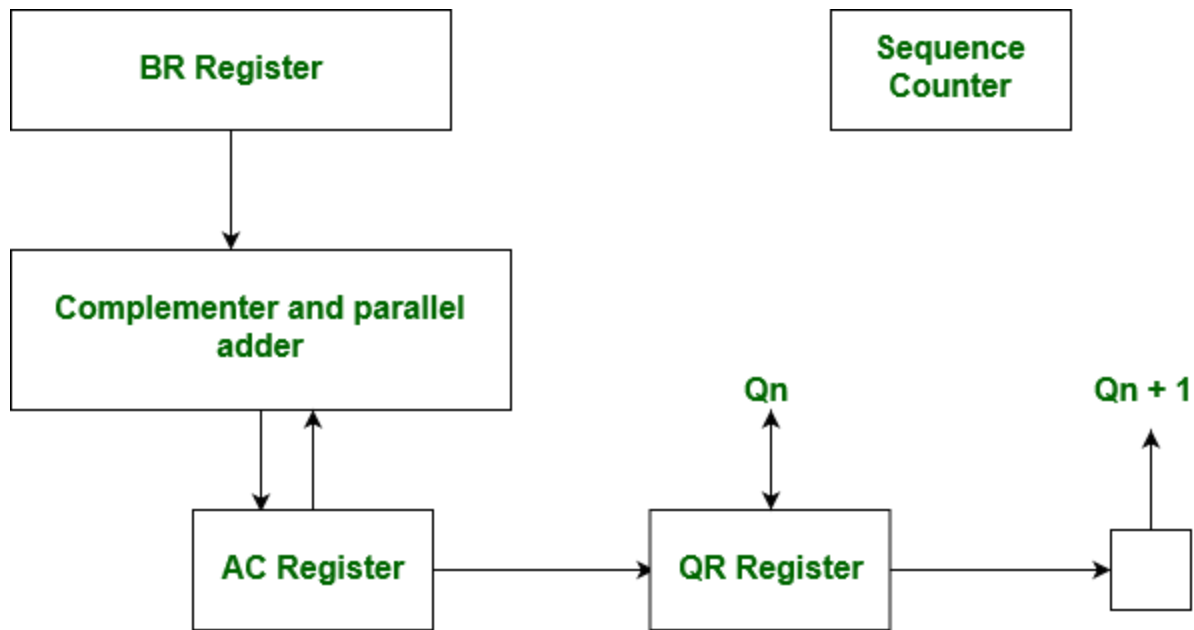 BR Register
Sequence
Counter
Complementer and parallel
adder
Qn
Qn + 1
AC Register
QR Register